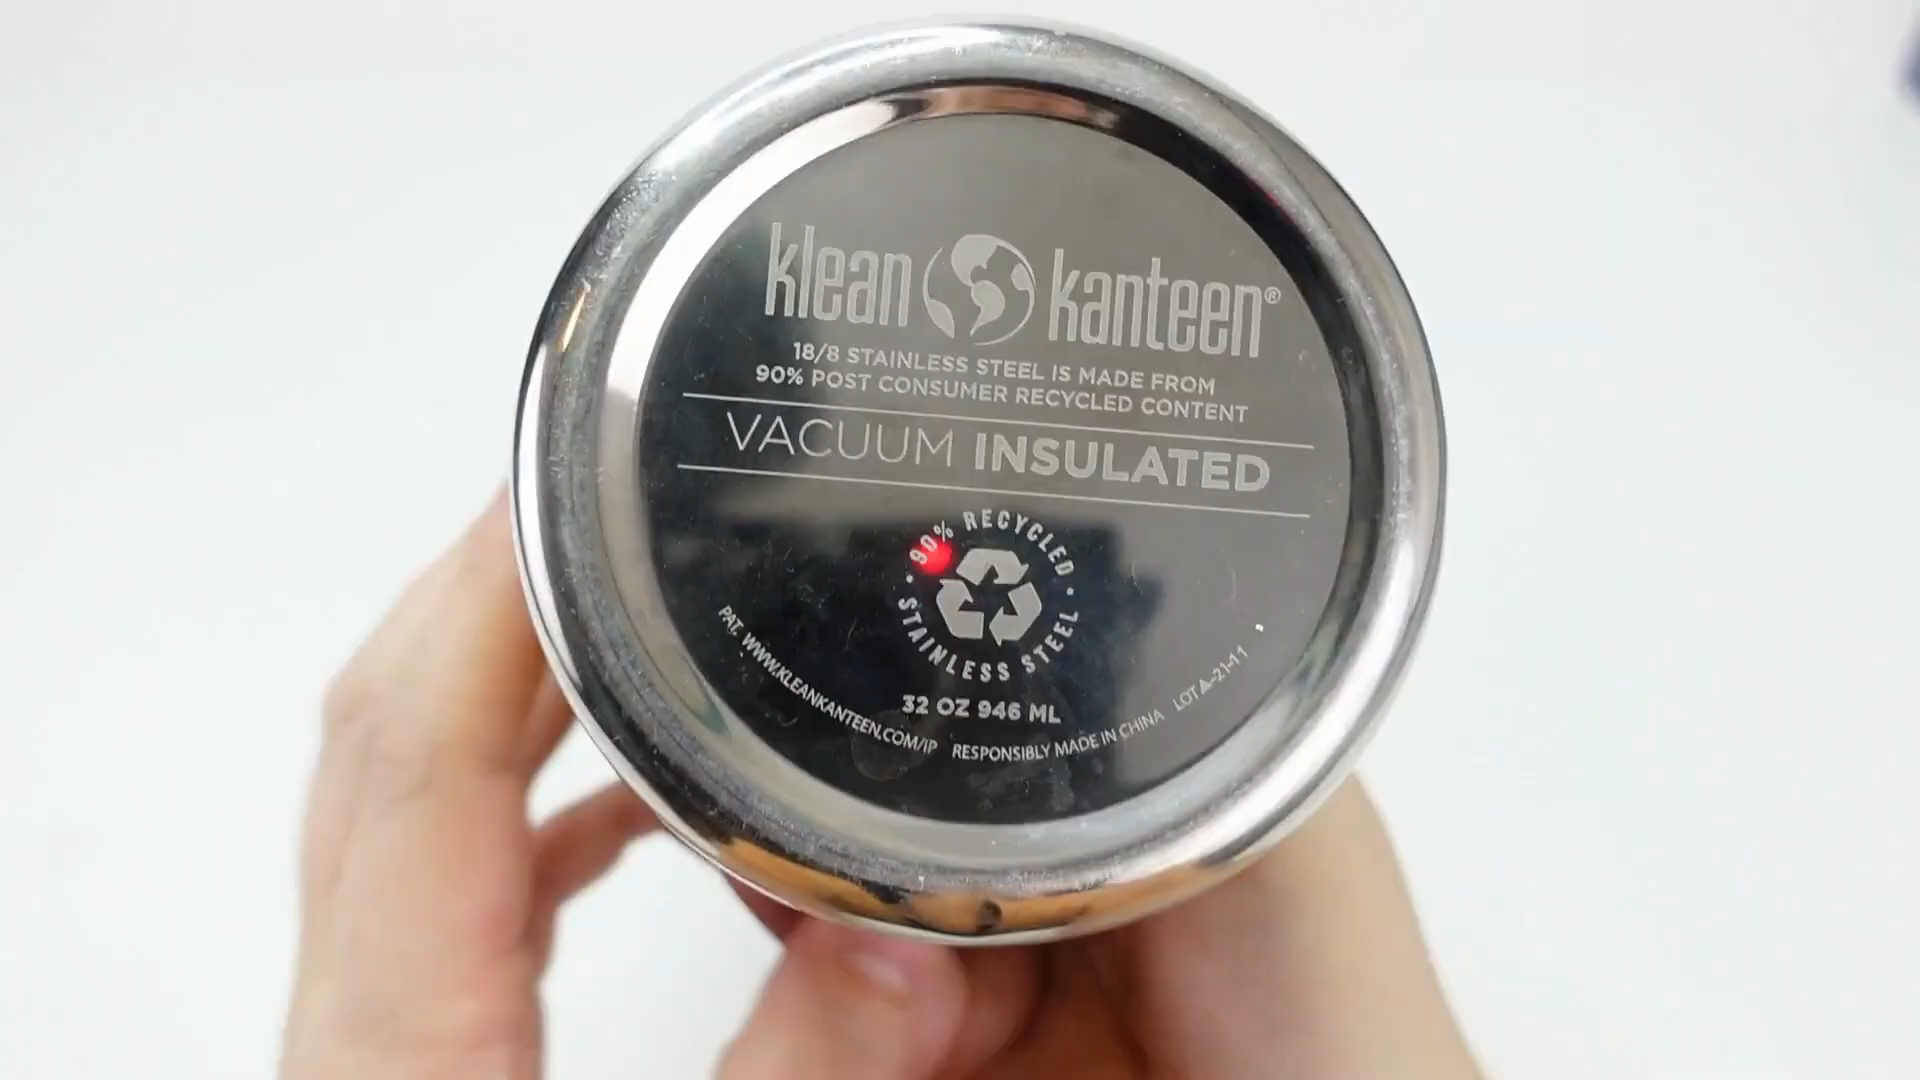 klean kanteen®
18/8 STAINLESS STEEL IS MADE FROM
90% POST CONSUMER RECYCLED CONTENT
VACUUM INSULATED
90% RECYCLED
• STAINLESS STEEL •
32 OZ 946 ML
PAT. WWW.KLEANKANTEEN.COM/IP RESPONSIBLY MADE IN CHINA LOT A-21-11